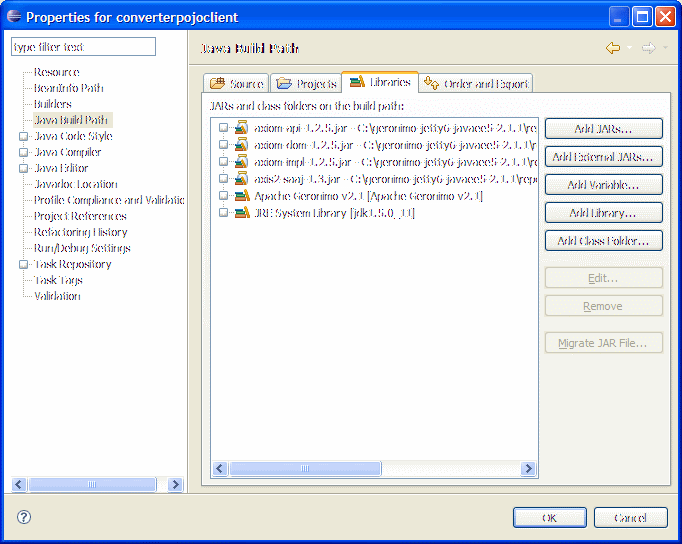 Properties for converterpojoclient
type filter text
Resource
BeanInfo Path
Builders
Java Build Path
Java Code Style
Java Compiler
Java Editor
Javadoc Location
Profile Compliance and Validatio
Project References
Refactoring History
Run/Debug Settings
Task Repository
Task Tags
Validation
Java Build Path
Source Projects Libraries Order and Export
JARs and class folders on the build path:
axiom-api-1.2.5.jar - C:\geronimo-jetty6-javaee5-2.1.1\rep
axiom-dom-1.2.5.jar - C:\geronimo-jetty6-javaee5-2.1.1\re
axiom-impl-1.2.5.jar - C:\geronimo-jetty6-javaee5-2.1.1\re
axis2-saaj-1.3.jar - C:\geronimo-jetty6-javaee5-2.1.1\repo
Apache Geronimo v2.1 [Apache Geronimo v2.1]
JRE System Library [jdk1.5.0_11]
Add JARs...
Add External JARs...
Add Variable...
Add Library...
Add Class Folder...
Edit...
Remove
Migrate JAR File...
OK Cancel